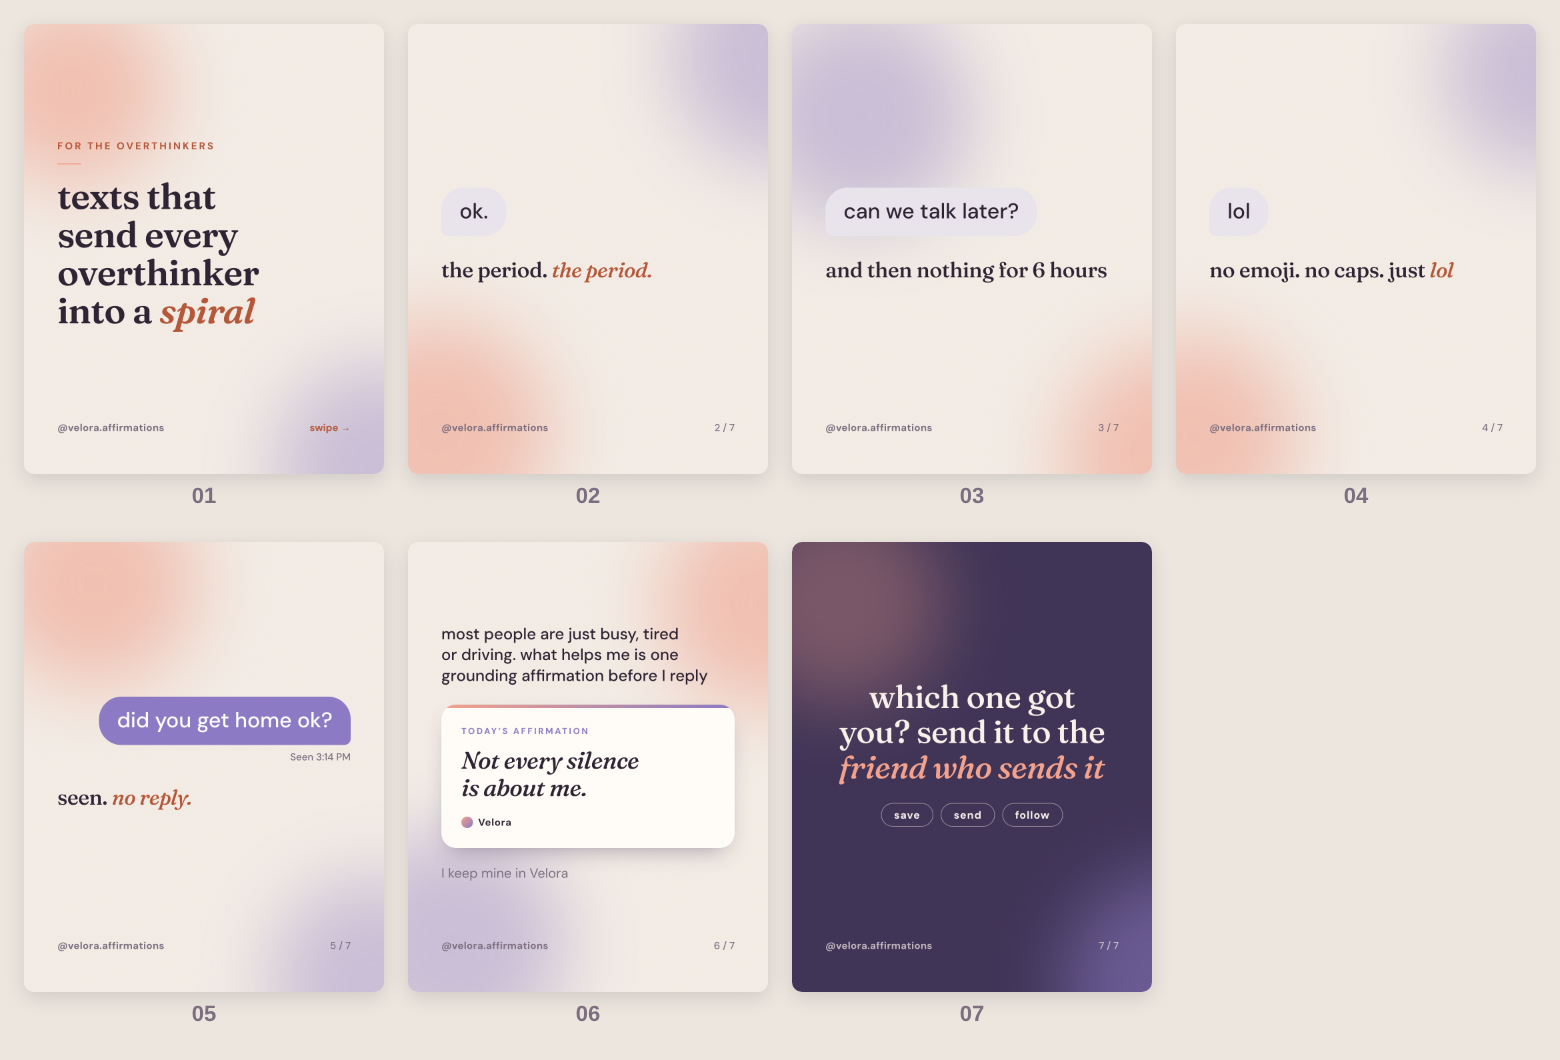 FOR THE OVERTHINKERS
texts that
send every
overthinker
into a spiral
@velora.affirmations
swipe →
01
ok.
the period. the period.
@velora.affirmations
2 / 7
02
can we talk later?
and then nothing for 6 hours
@velora.affirmations
3 / 7
03
lol
no emoji. no caps. just lol
@velora.affirmations
4 / 7
04
did you get home ok?
Seen 3:14 PM
seen. no reply.
@velora.affirmations
5 / 7
05
most people are just busy, tired
or driving. what helps me is one
grounding affirmation before I reply
TODAY'S AFFIRMATION
Not every silence
is about me.
Velora
I keep mine in Velora
@velora.affirmations
6 / 7
06
which one got
you? send it to the
friend who sends it
save
send
follow
@velora.affirmations
7 / 7
07